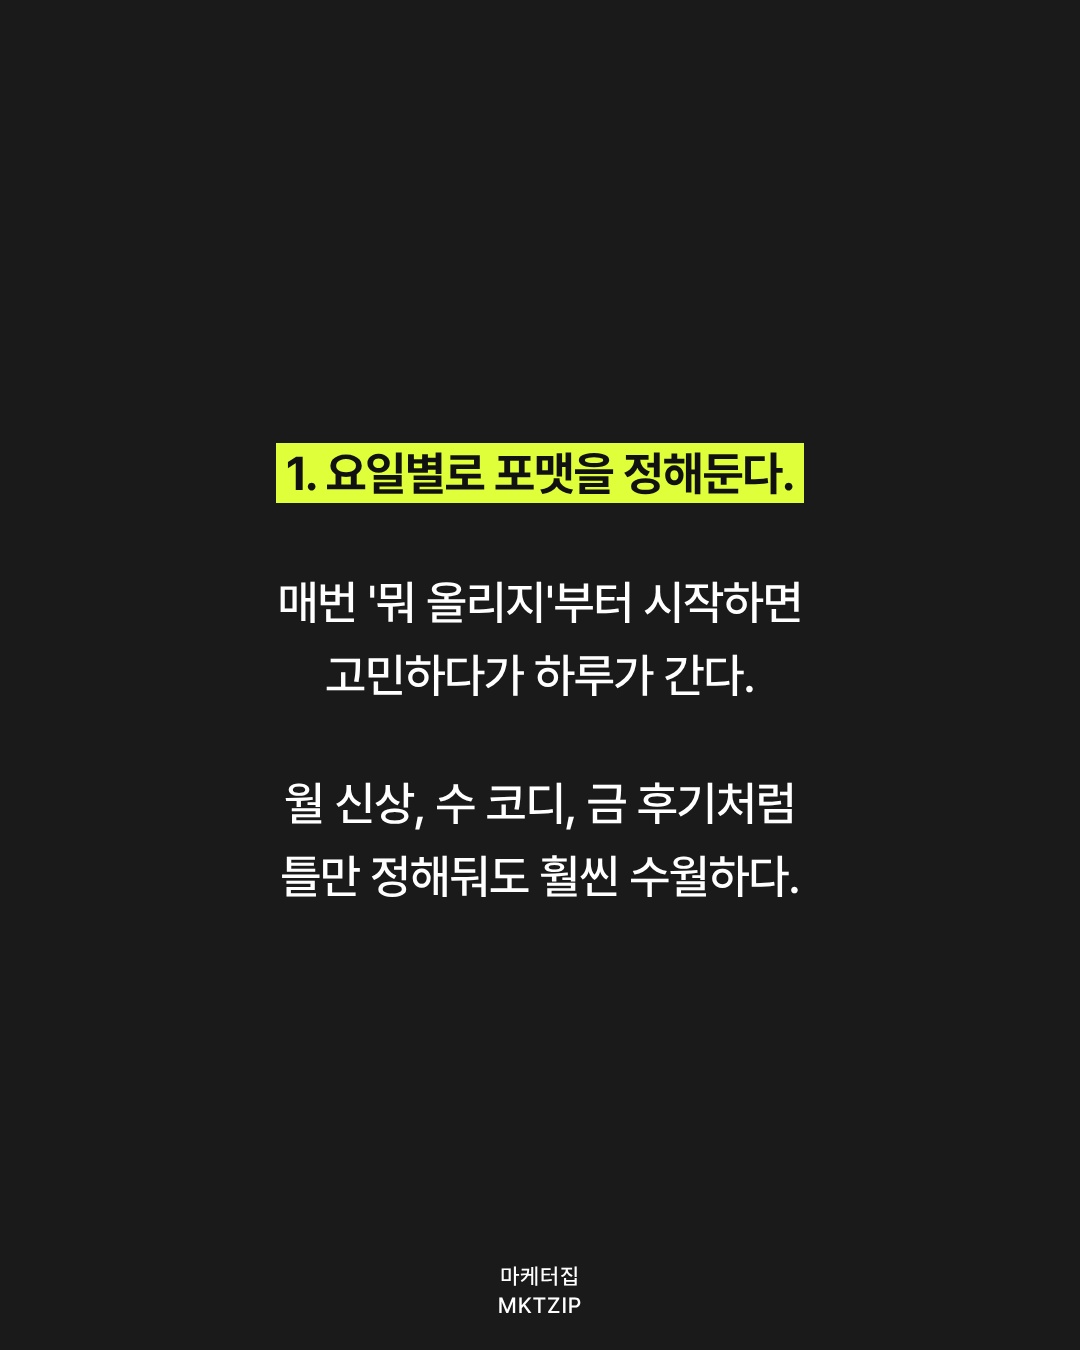 1. 요일별로 포맷을 정해둔다.
매번 '뭐 올리지'부터 시작하면
고민하다가 하루가 간다.
월 신상, 수 코디, 금 후기처럼
틀만 정해둬도 훨씬 수월하다.
마케터집
MKTZIP